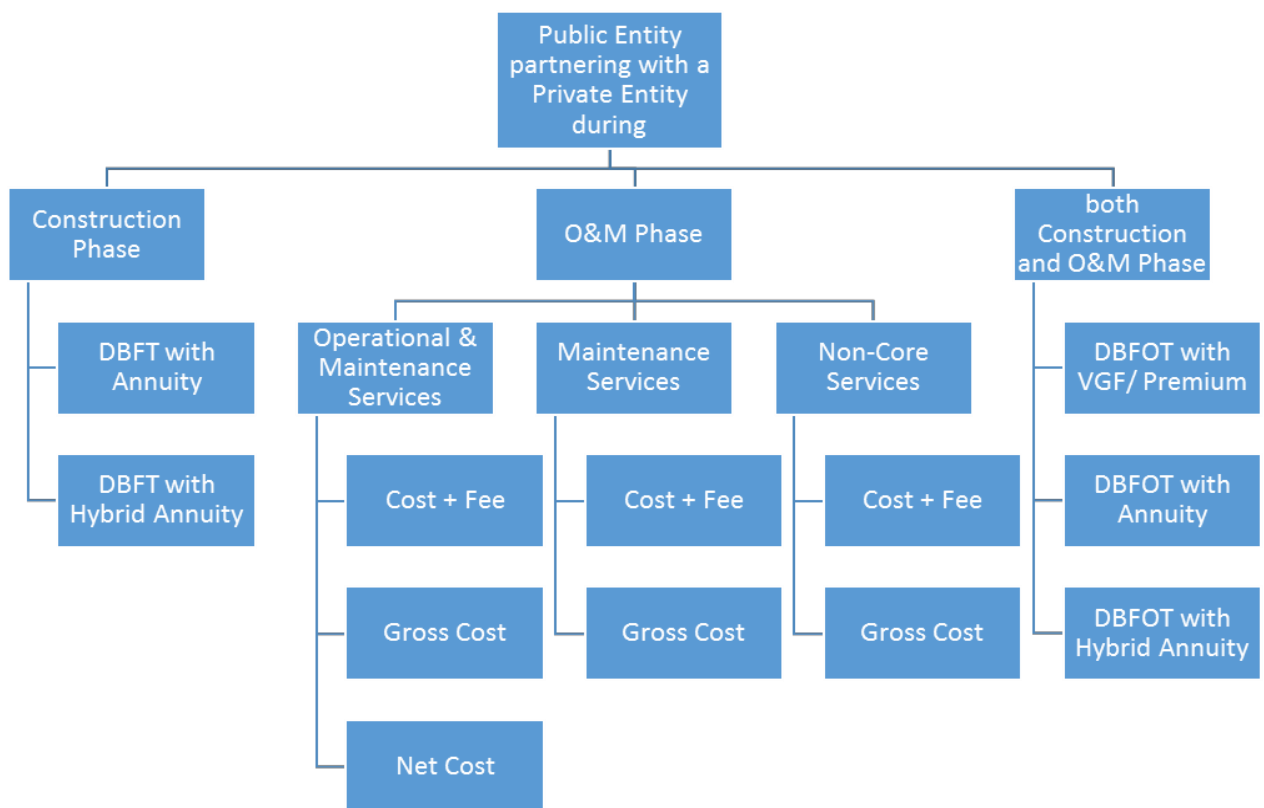 Public Entity
partnering with a
Private Entity
during
Construction
Phase
O&M Phase
both
Construction
and O&M Phase
DBFT with
Annuity
DBFT with
Hybrid Annuity
Operational &
Maintenance
Services
Cost + Fee
Gross Cost
Net Cost
Maintenance
Services
Cost + Fee
Gross Cost
Non-Core
Services
Cost + Fee
Gross Cost
DBFOT with
VGF/ Premium
DBFOT with
Annuity
DBFOT with
Hybrid Annuity